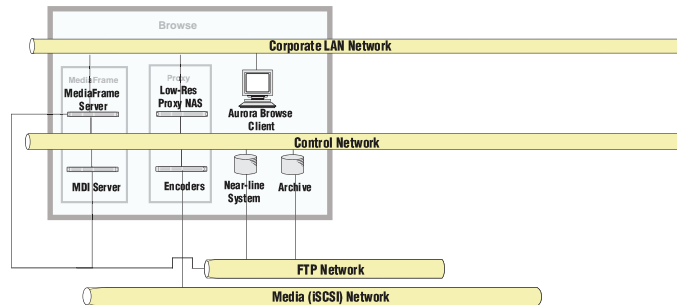 Browse
Corporate LAN Network
MediaFrame
MediaFrame
Server
Proxy
Low-Res
Proxy NAS
Aurora Browse
Client
Control Network
MDI Server
Encoders
Near-line
System
Archive
FTP Network
Media (iSCSI) Network